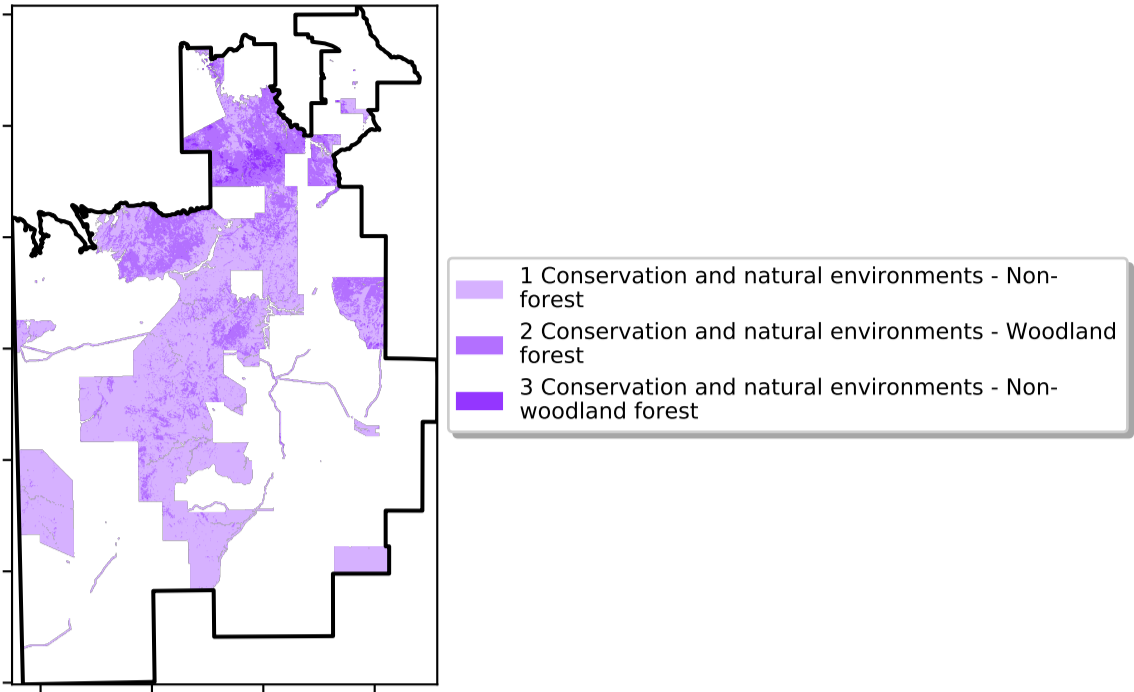 1 Conservation and natural environments - Non-
forest
2 Conservation and natural environments - Woodland
forest
3 Conservation and natural environments - Non-
woodland forest